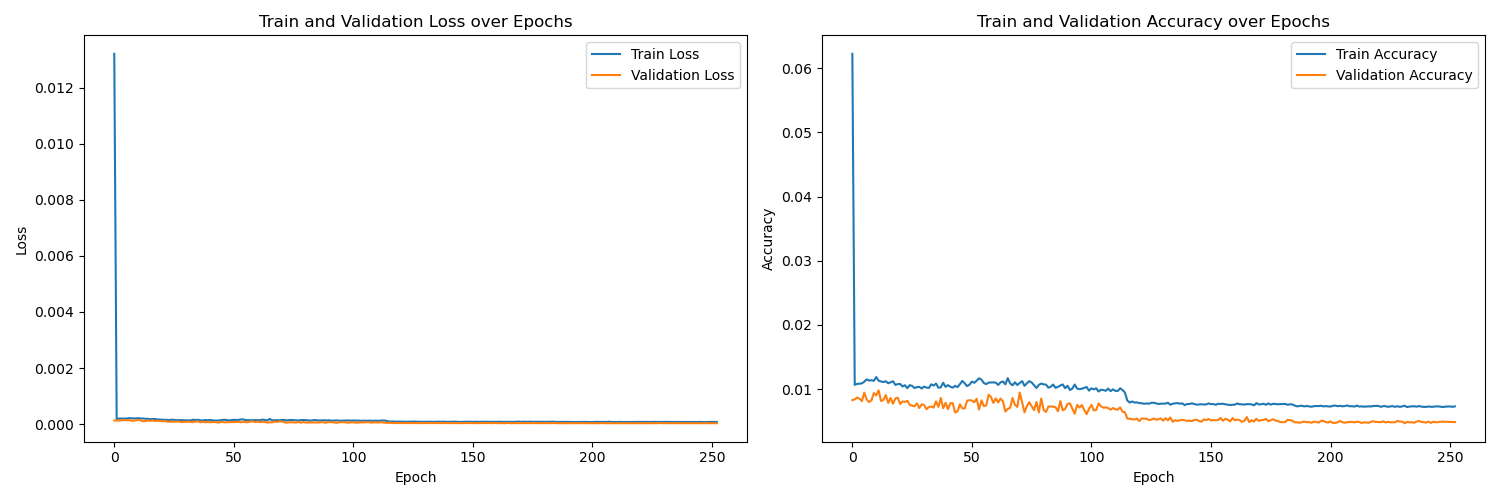 Train and Validation Loss over Epochs
Train Loss
Validation Loss
0.012
0.010
0.008
0.006
0.004
0.002
0.000
Loss
0
50
100
150
200
250
Epoch
Train and Validation Accuracy over Epochs
Train Accuracy
Validation Accuracy
0.06
0.05
0.04
0.03
0.02
0.01
Accuracy
0
50
100
150
200
250
Epoch